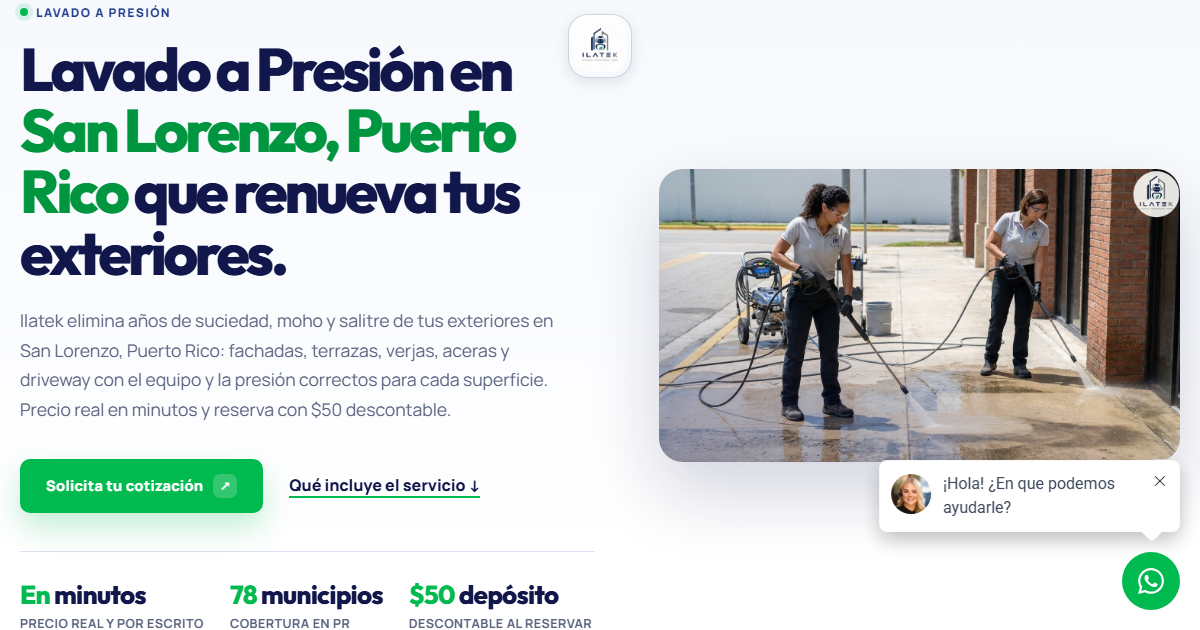 LAVADO A PRESIÓN
ILATEK
Lavado a Presión en
San Lorenzo, Puerto
Rico que renueva tus
exteriores.
Ilatek elimina años de suciedad, moho y salitre de tus exteriores en
San Lorenzo, Puerto Rico: fachadas, terrazas, verjas, aceras y
driveway con el equipo y la presión correctos para cada superficie.
Precio real en minutos y reserva con $50 descontable.
Solicita tu cotización ↗
Qué incluye el servicio ↓
En minutos
PRECIO REAL Y POR ESCRITO
78 municipios
COBERTURA EN PR
$50 depósito
DESCONTABLE AL RESERVAR
ILATEK
¡Hola! ¿En que podemos
ayudarle?